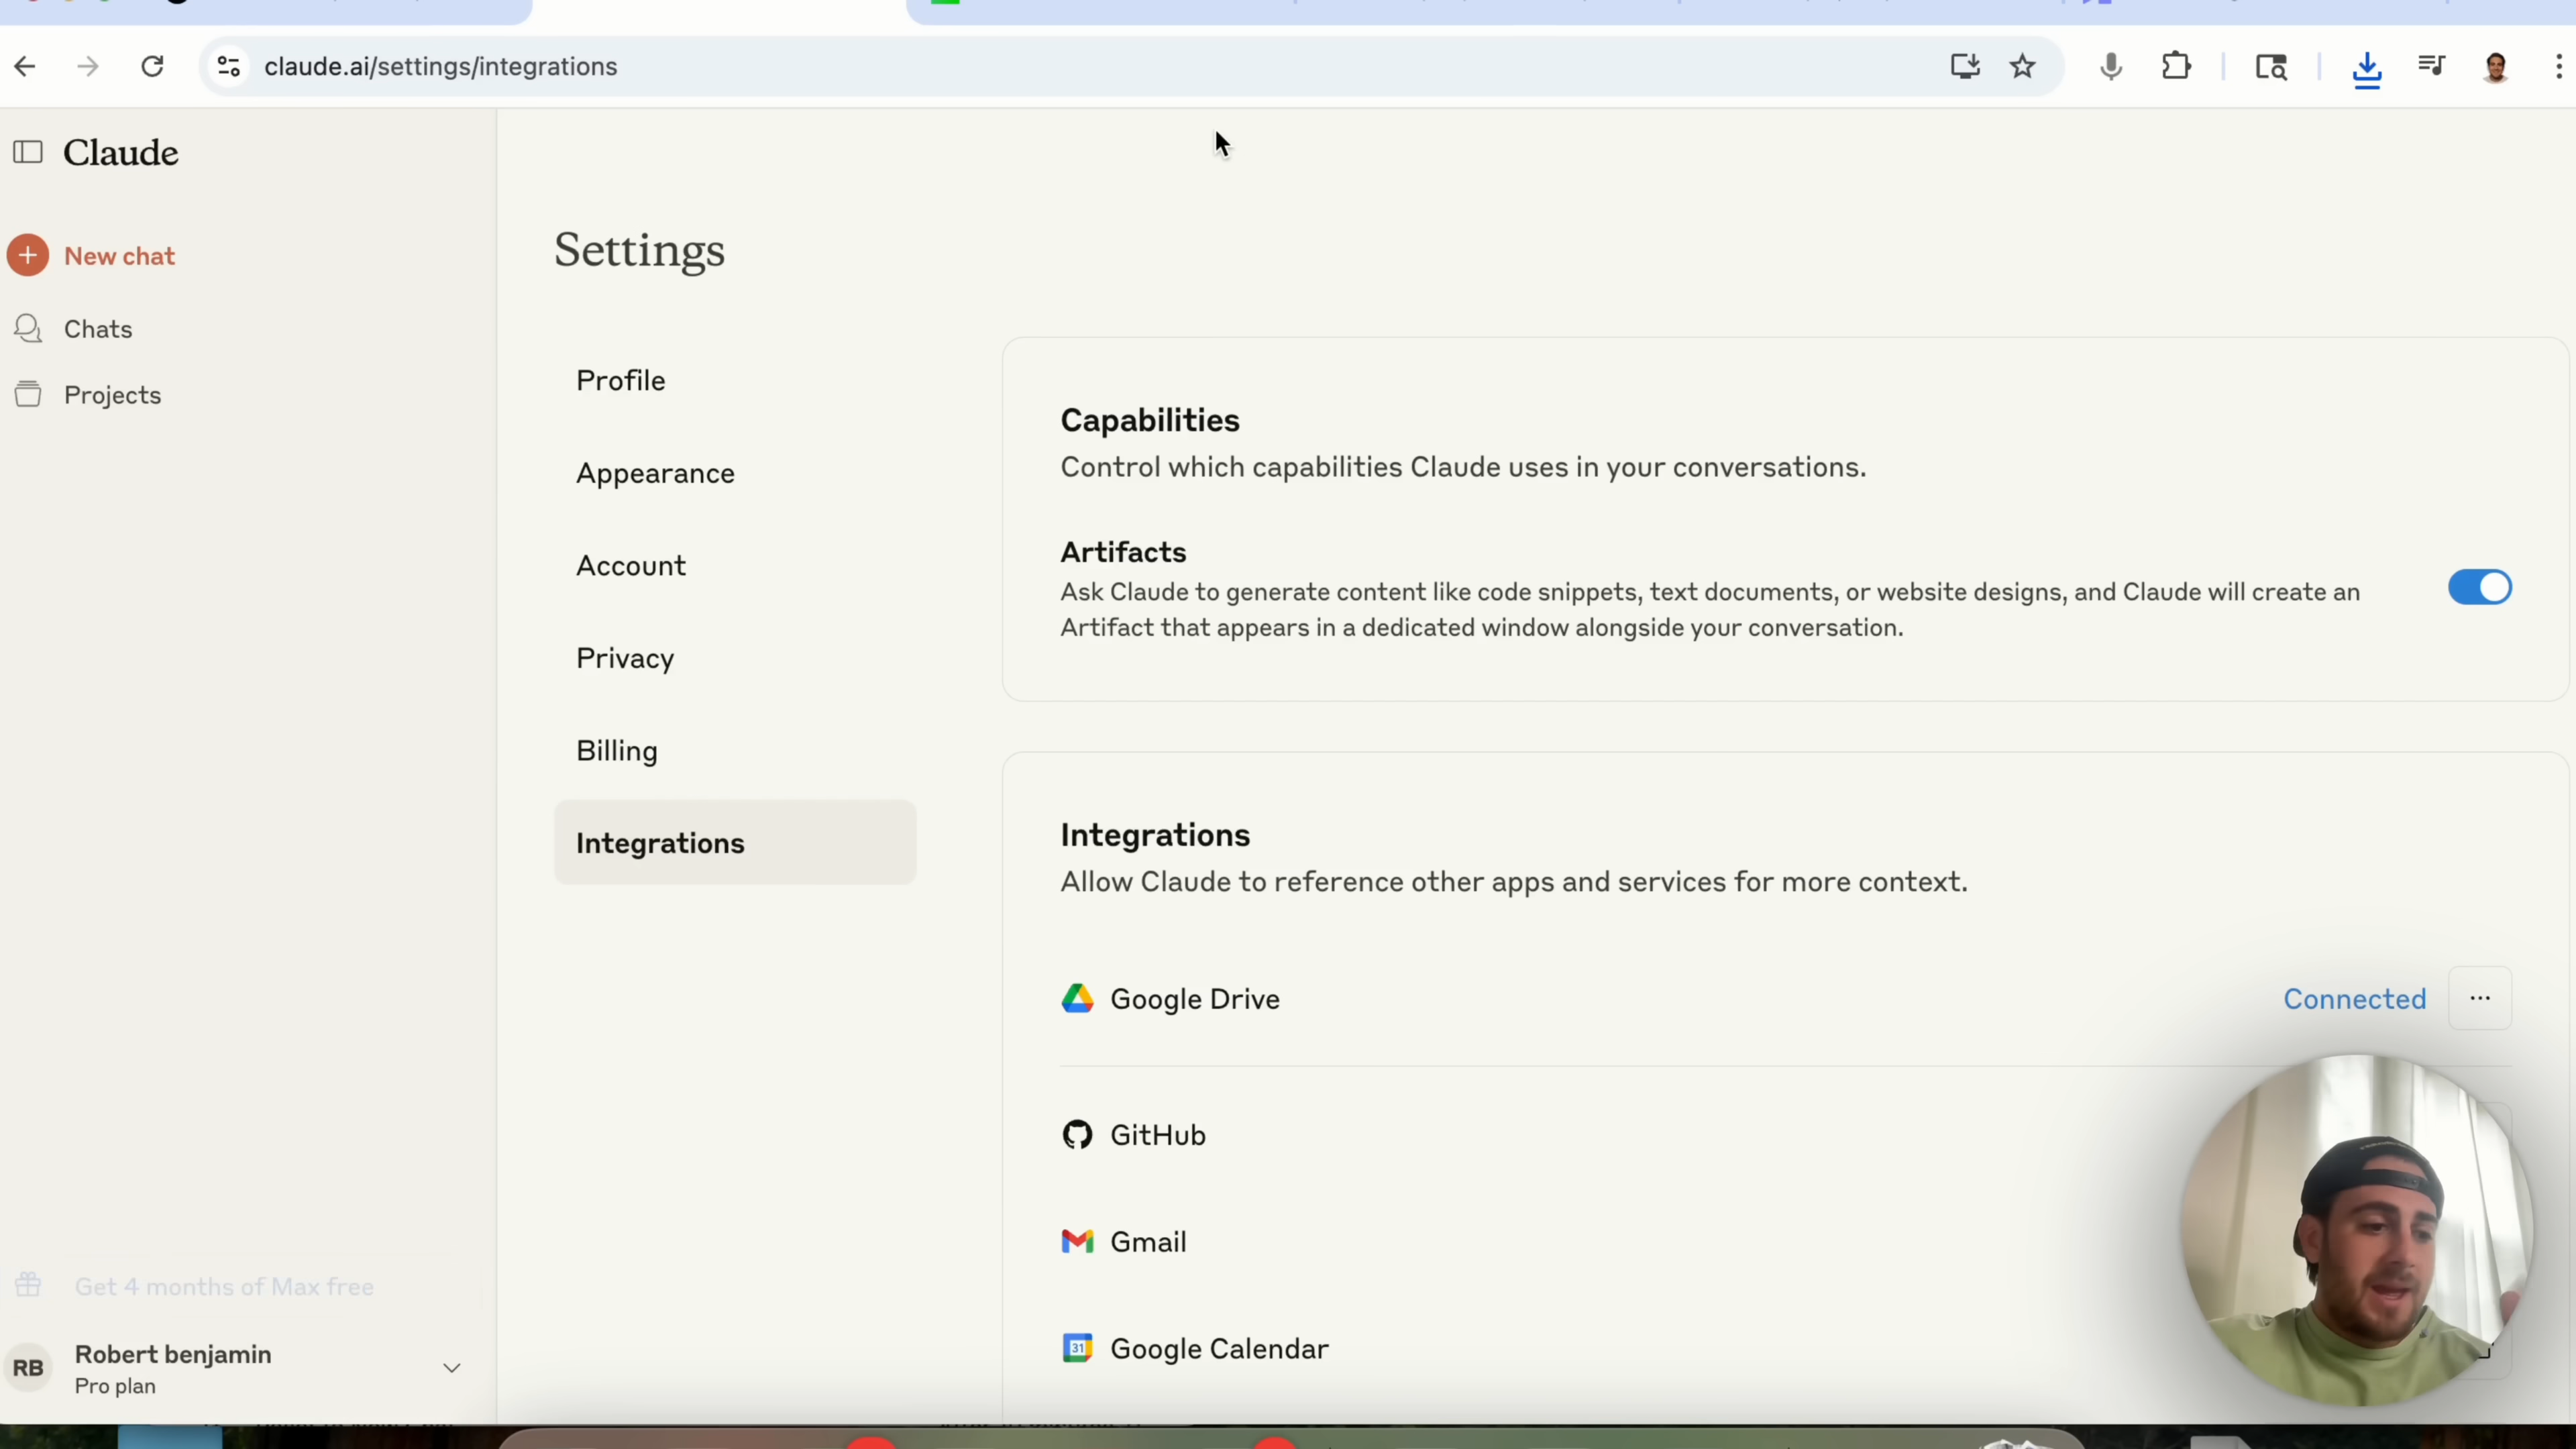 claude.ai/settings/integrations
Claude
New chat
Chats
Projects
Settings
Profile
Appearance
Account
Privacy
Billing
Integrations
Capabilities
Control which capabilities Claude uses in your conversations.
Artifacts
Ask Claude to generate content like code snippets, text documents, or website designs, and Claude will create an
Artifact that appears in a dedicated window alongside your conversation.
Integrations
Allow Claude to reference other apps and services for more context.
Google Drive
Connected
GitHub
Gmail
31
Google Calendar
Get 4 months of Max free
RB
Robert benjamin
Pro plan